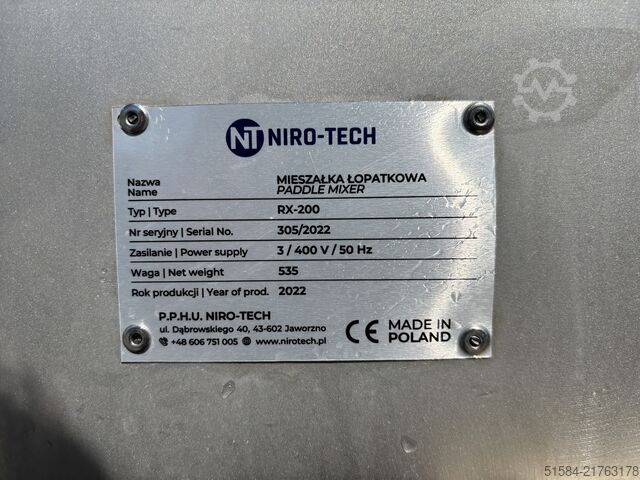 NT NIRO-TECH
Nazwa MIESZAŁKA ŁOPATKOWA
Name PADDLE MIXER
Typ | Type RX-200
Nr seryjny | Serial No. 305/2022
Zasilanie | Power supply 3 / 400 V / 50 Hz
Waga | Net weight 535
Rok produkcji | Year of prod. 2022
P.P.H.U. NIRO-TECH
ul. Dąbrowskiego 40, 43-602 Jaworzno
+48 606 751 005 www.nirotech.pl
CE MADE IN
POLAND
51584-21763178